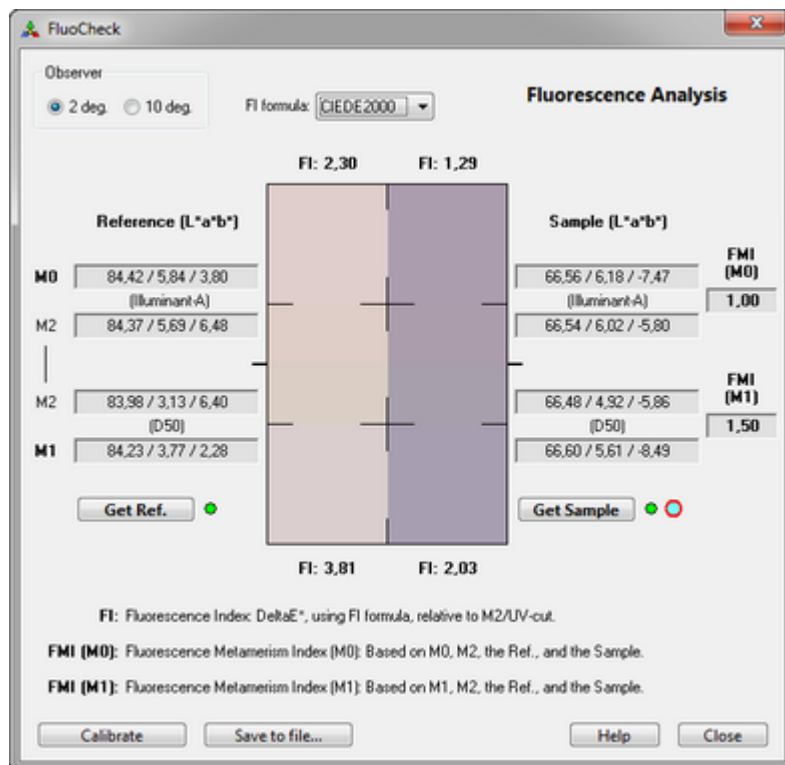 FluoCheck
Observer
2 deg. 10 deg.
FI formula: CIEDE2000
Fluorescence Analysis
FI: 2,30 FI: 1,29
Reference (L*a*b*) Sample (L*a*b*)
FMI
(M0)
M0 84,42 / 5,84 / 3,80 66,56 / 6,18 / -7,47
(Illuminant-A) (Illuminant-A) 1,00
M2 84,37 / 5,69 / 6,48 66,54 / 6,02 / -5,80
FMI
(M1)
M2 83,98 / 3,13 / 6,40 66,48 / 4,92 / -5,86
(D50) (D50) 1,50
M1 84,23 / 3,77 / 2,28 66,60 / 5,61 / -8,49
Get Ref. Get Sample
FI: 3,81 FI: 2,03
FI: Fluorescence Index: DeltaE*, using FI formula, relative to M2/UV-cut.
FMI (M0): Fluorescence Metamerism Index (M0): Based on M0, M2, the Ref., and the Sample.
FMI (M1): Fluorescence Metamerism Index (M1): Based on M1, M2, the Ref., and the Sample.
Calibrate Save to file... Help Close